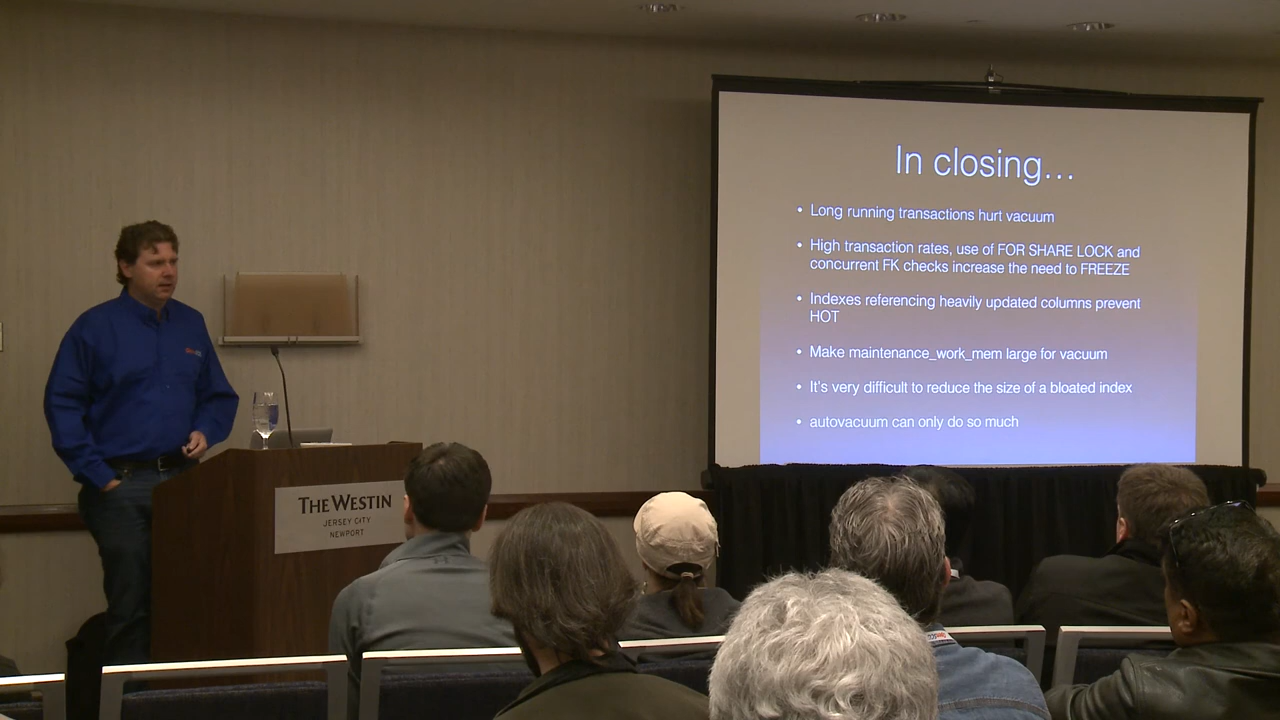 In closing...
• Long running transactions hurt vacuum
• High transaction rates, use of FOR SHARE LOCK and
concurrent FK checks increase the need to FREEZE
• Indexes referencing heavily updated columns prevent
HOT
• Make maintenance_work_mem large for vacuum
• It's very difficult to reduce the size of a bloated index
• autovacuum can only do so much
THE WESTIN
JERSEY CITY
NEWPORT